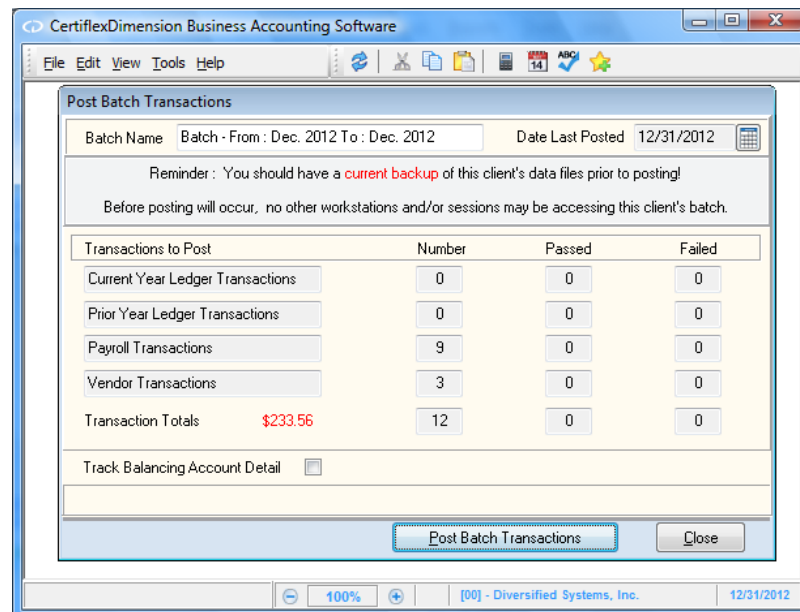 CertiflexDimension Business Accounting Software
File Edit View Tools Help 14 ABC
Post Batch Transactions
Batch Name Batch - From : Dec. 2012 To : Dec. 2012 Date Last Posted 12/31/2012
Reminder : You should have a current backup of this client's data files prior to posting!
Before posting will occur, no other workstations and/or sessions may be accessing this client's batch.
Transactions to Post Number Passed Failed
Current Year Ledger Transactions 0 0 0
Prior Year Ledger Transactions 0 0 0
Payroll Transactions 9 0 0
Vendor Transactions 3 0 0
Transaction Totals $233.56 12 0 0
Track Balancing Account Detail
Post Batch Transactions Close
100% [00] - Diversified Systems, Inc. 12/31/2012